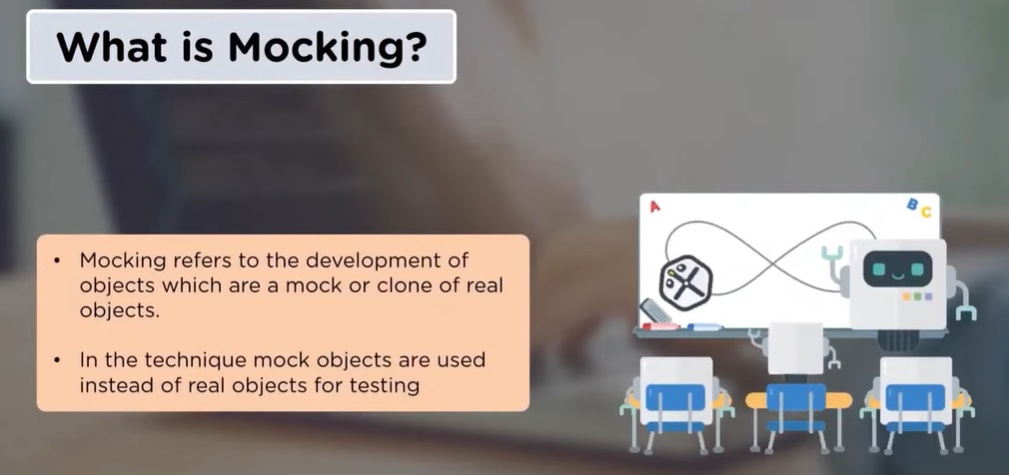 What is Mocking?
• Mocking refers to the development of
objects which are a mock or clone of real
objects.
• In the technique mock objects are used
instead of real objects for testing
A
B
C